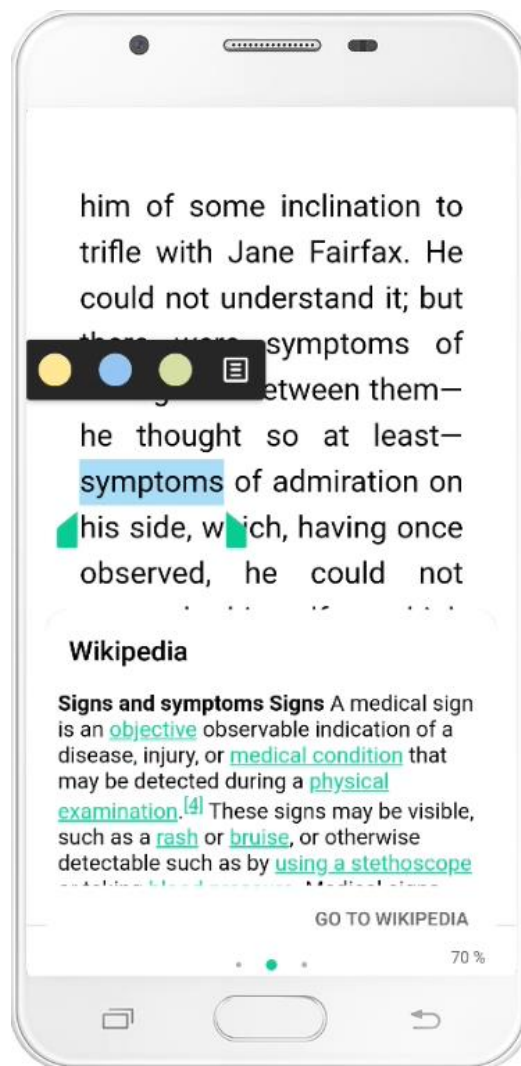 him of some inclination to
trifle with Jane Fairfax. He
could not understand it; but
symptoms of
between them—
he thought so at least—
symptoms of admiration on
his side, which, having once
observed, he could not
Wikipedia
Signs and symptoms Signs A medical sign
is an objective observable indication of a
disease, injury, or medical condition that
may be detected during a physical
examination.[4] These signs may be visible,
such as a rash or bruise, or otherwise
detectable such as by using a stethoscope
GO TO WIKIPEDIA
70 %